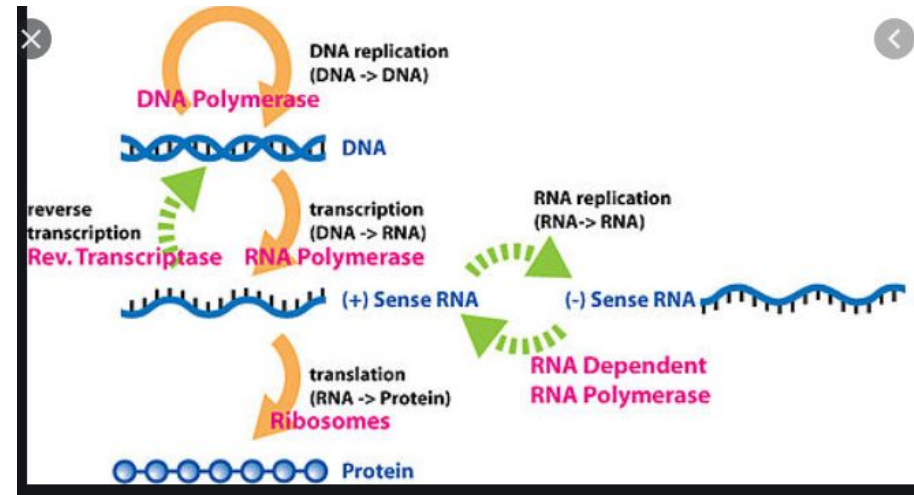 DNA replication
(DNA -> DNA)
DNA Polymerase
DNA
reverse
transcription
Rev. Transcriptase
transcription
(DNA -> RNA)
RNA Polymerase
RNA replication
(RNA-> RNA)
(+) Sense RNA
(-) Sense RNA
RNA Dependent
RNA Polymerase
translation
(RNA -> Protein)
Ribosomes
Protein